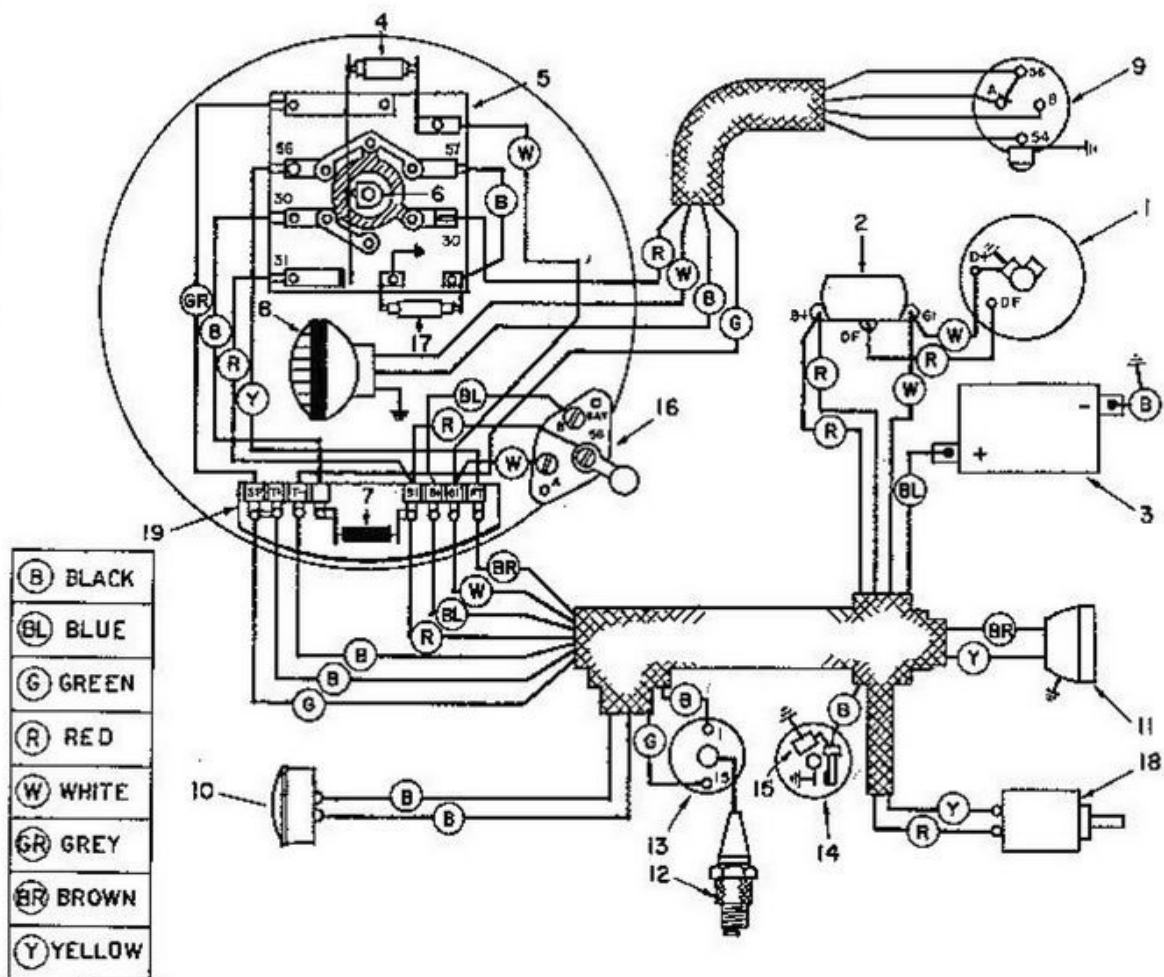 4
5
9
56
A
B
54
W
56
57
6
B
30
30
31
GR
B
R
Y
8
17
R
W
B
G
2
1
D+
DF
B+
DF
61
W
R
R
W
R
BL
-
B
+
3
BL
R
B
BAT
56
W
A
16
7
19
BR
W
BL
R
B
B
G
BR
Y
11
B
1
G
15
B
15
14
13
12
10
B
B
Y
R
18
B BLACK
BL BLUE
G GREEN
R RED
W WHITE
GR GREY
BR BROWN
Y YELLOW